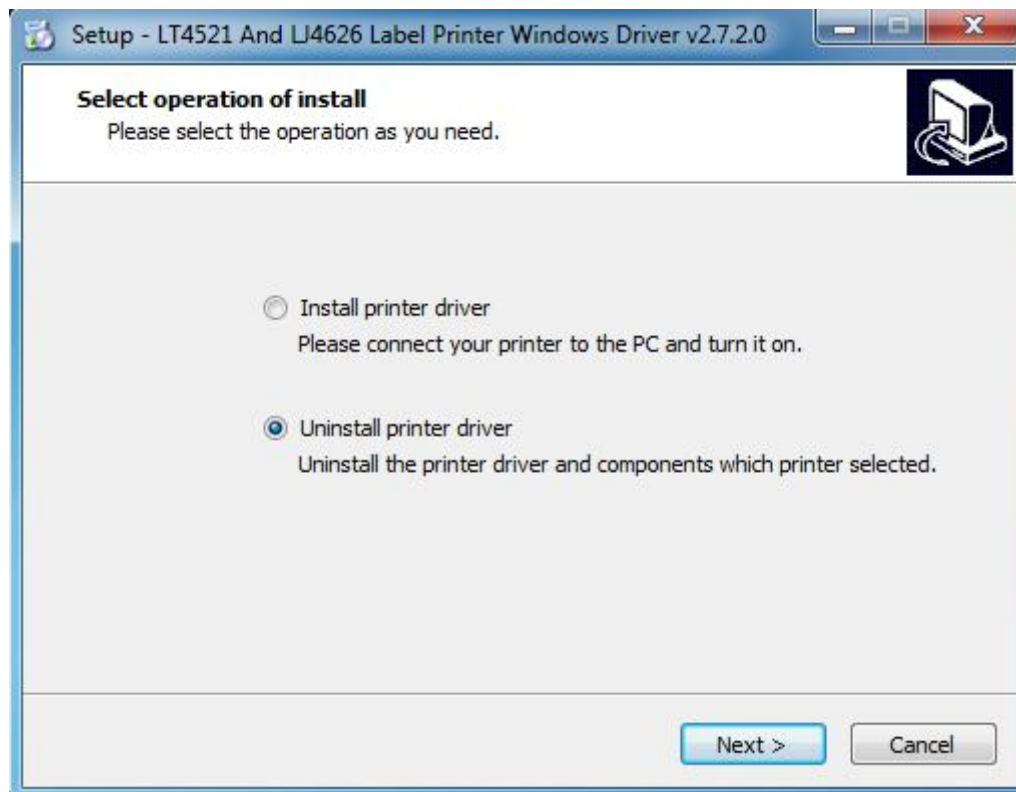 Setup - LT4521 And LJ4626 Label Printer Windows Driver v2.7.2.0
Select operation of install
Please select the operation as you need.
Install printer driver
Please connect your printer to the PC and turn it on.
Uninstall printer driver
Uninstall the printer driver and components which printer selected.
Next >
Cancel